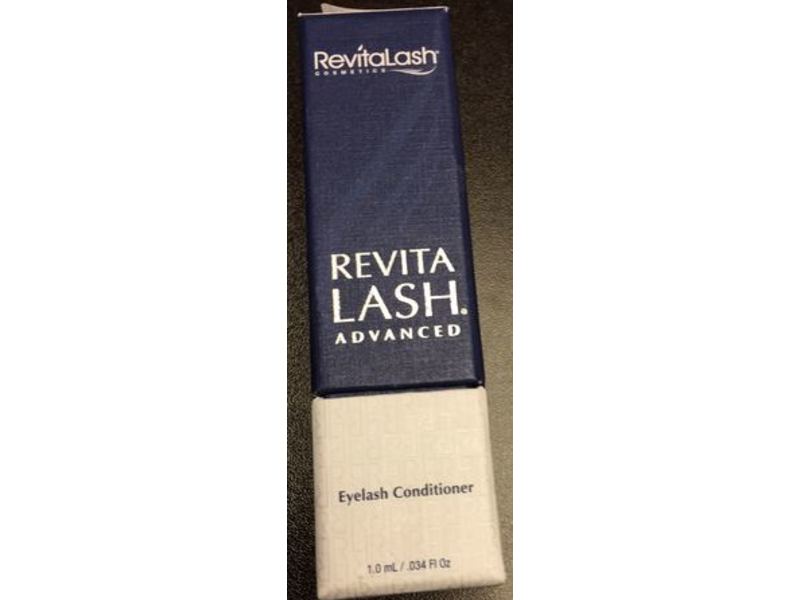 RevitaLash®
COSMETICS
REVITA
LASH®
ADVANCED
Eyelash Conditioner
1.0 mL / .034 Fl Oz